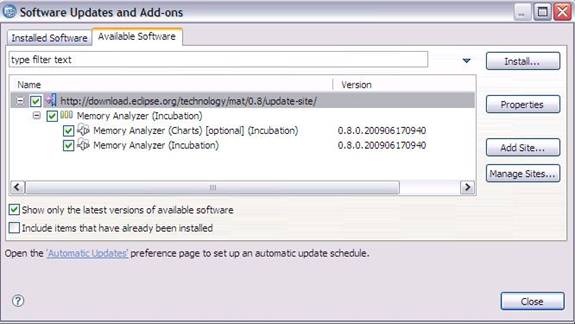 Software Updates and Add-ons
Installed Software Available Software
type filter text
Install...
Name Version
http://download.eclipse.org/technology/mat/0.8/update-site/
Properties
Memory Analyzer (Incubation)
Memory Analyzer (Charts) [optional] (Incubation) 0.8.0.200906170940
Memory Analyzer (Incubation) 0.8.0.200906170940
Add Site...
Manage Sites...
Show only the latest versions of available software
Include items that have already been installed
Open the 'Automatic Updates' preference page to set up an automatic update schedule.
? Close